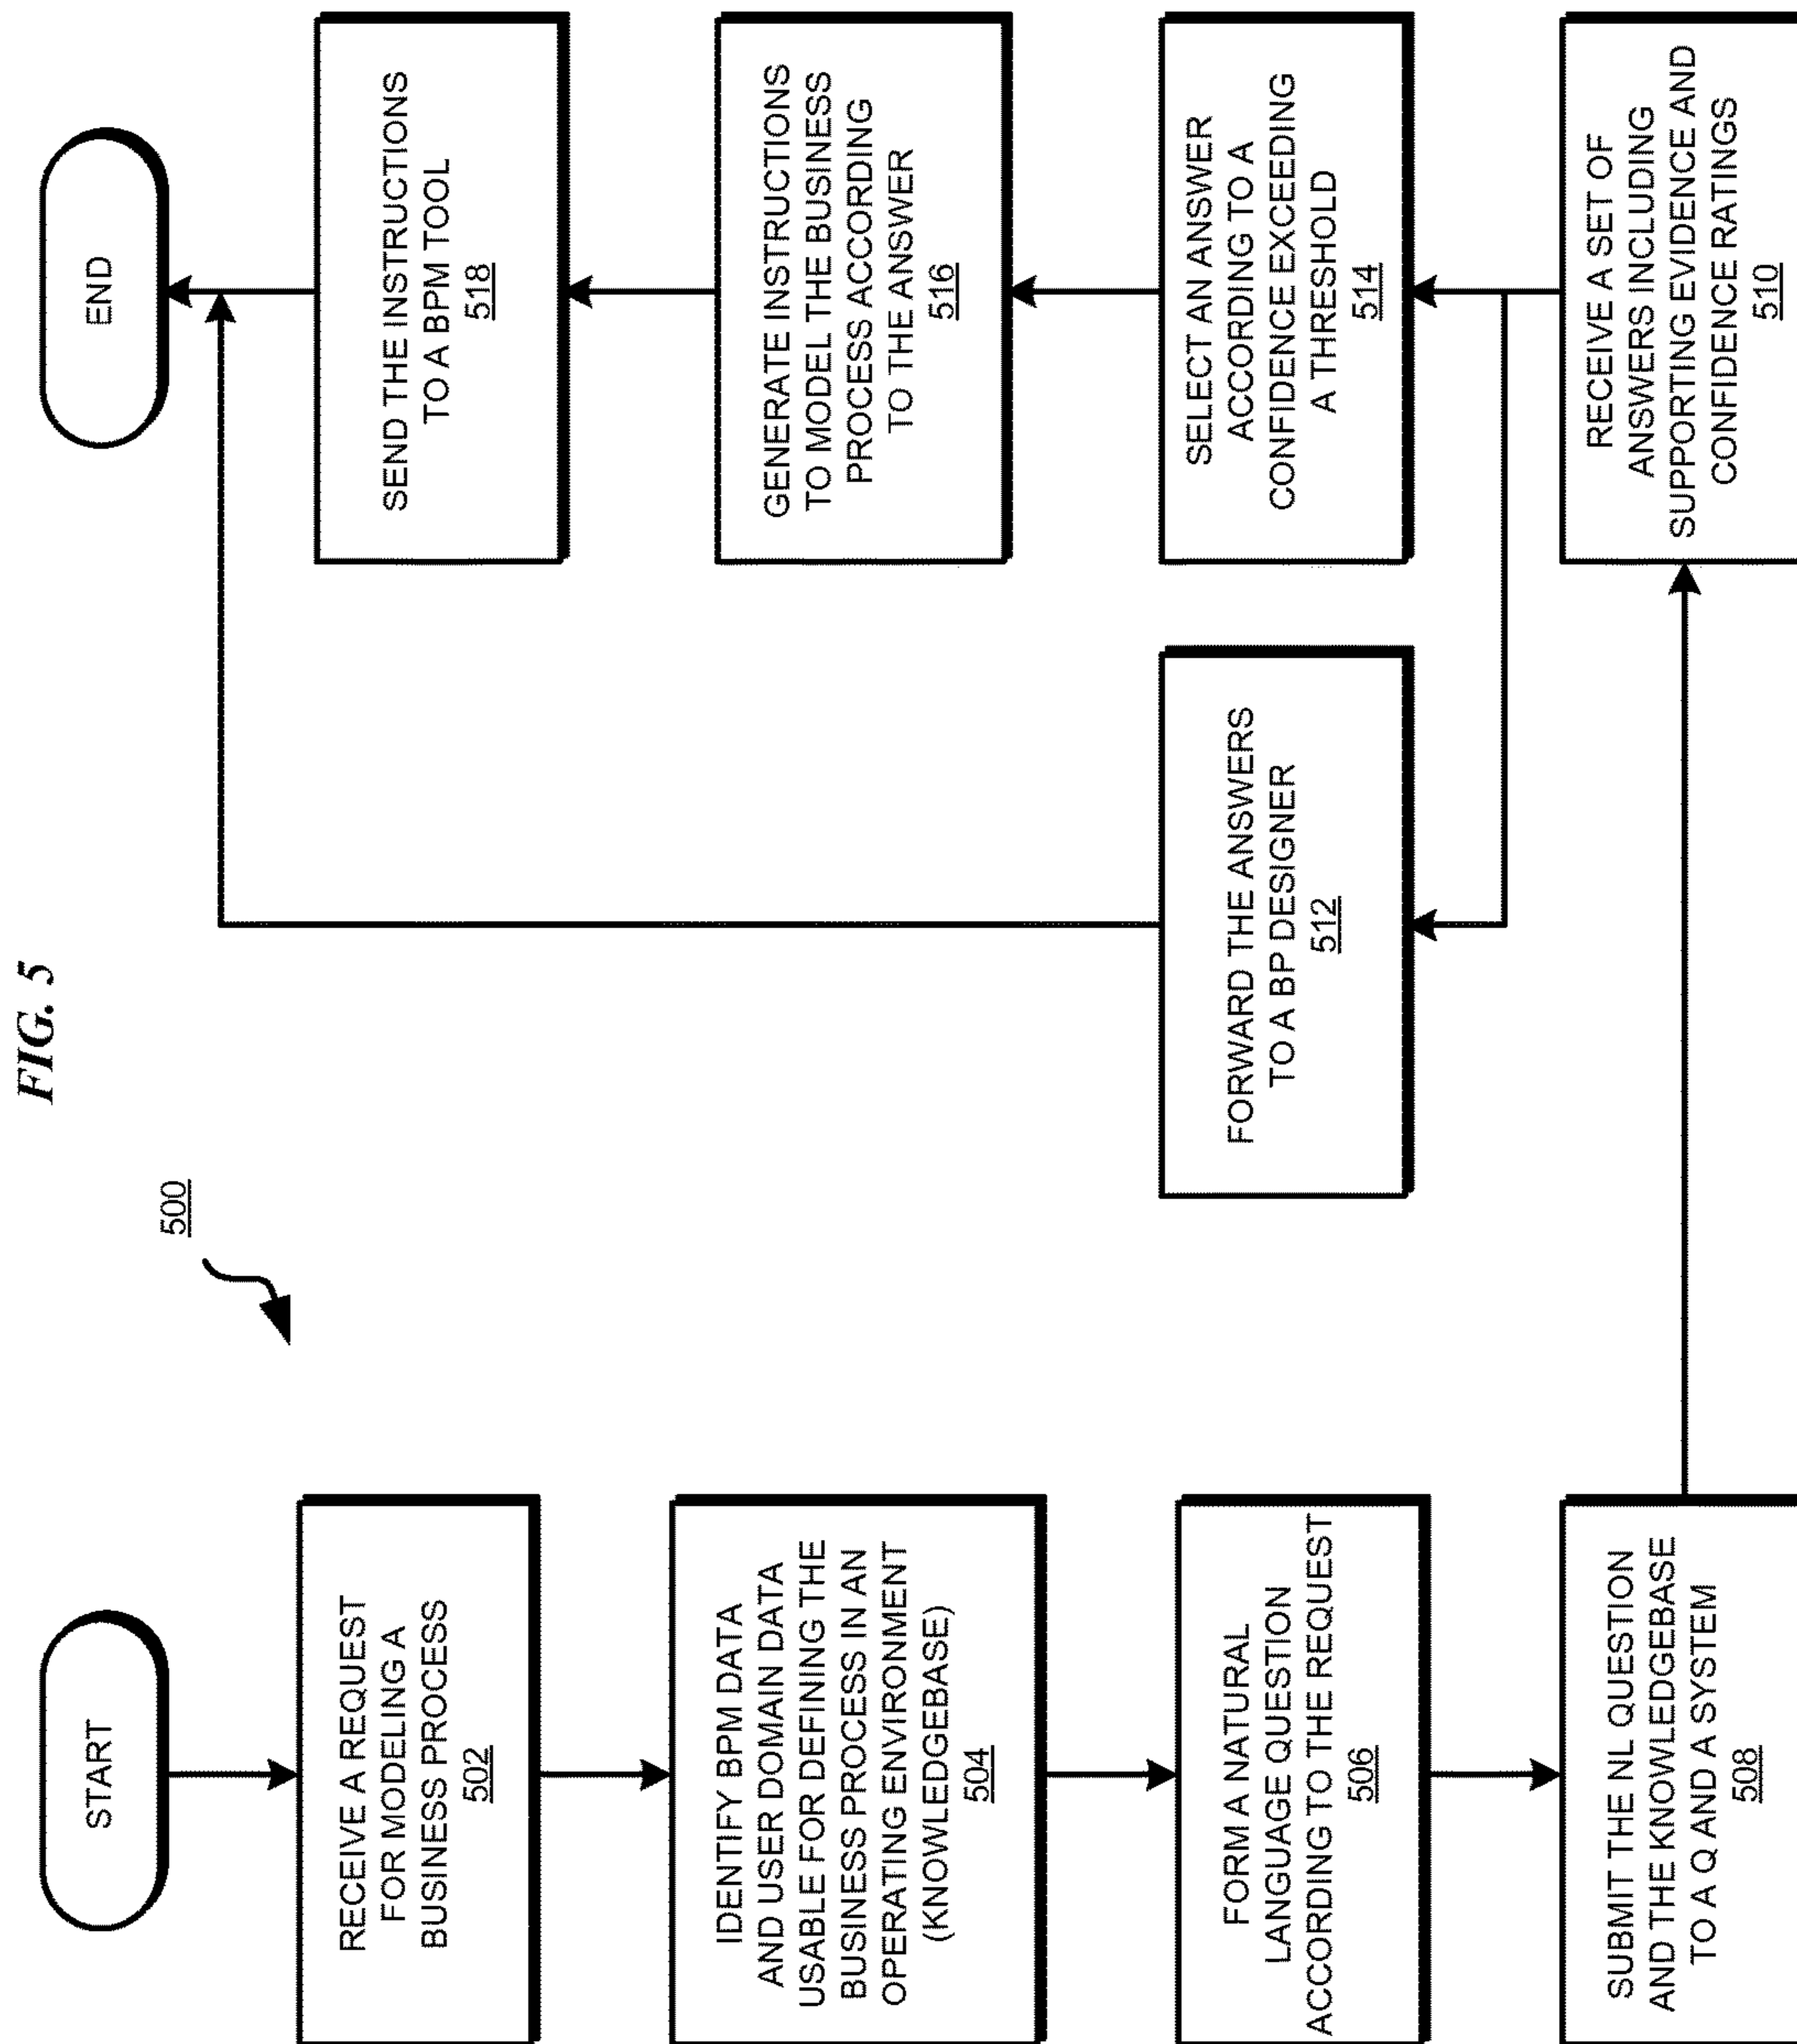 FIG. 5
500
START
RECEIVE A REQUEST
FOR MODELING A
BUSINESS PROCESS
502
IDENTIFY BPM DATA
AND USER DOMAIN DATA
USABLE FOR DEFINING THE
BUSINESS PROCESS IN AN
OPERATING ENVIRONMENT
(KNOWLEDGEBASE)
504
FORM A NATURAL
LANGUAGE QUESTION
ACCORDING TO THE REQUEST
506
SUBMIT THE NL QUESTION
AND THE KNOWLEDGEBASE
TO A Q AND A SYSTEM
508
RECEIVE A SET OF
ANSWERS INCLUDING
SUPPORTING EVIDENCE AND
CONFIDENCE RATINGS
510
FORWARD THE ANSWERS
TO A BP DESIGNER
512
SELECT AN ANSWER
ACCORDING TO A
CONFIDENCE EXCEEDING
A THRESHOLD
514
GENERATE INSTRUCTIONS
TO MODEL THE BUSINESS
PROCESS ACCORDING
TO THE ANSWER
516
SEND THE INSTRUCTIONS
TO A BPM TOOL
518
END